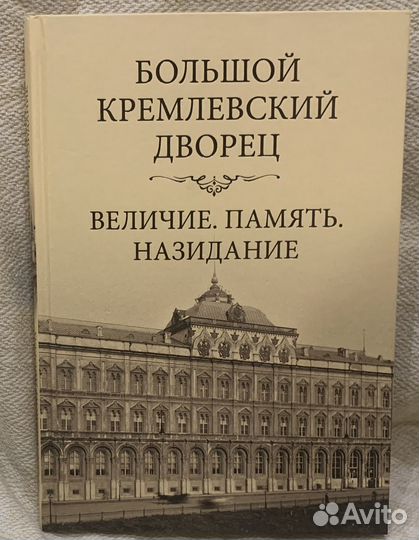 БОЛЬШОЙ
КРЕМЛЕВСКИЙ
ДВОРЕЦ
ВЕЛИЧИЕ. ПАМЯТЬ.
НАЗИДАНИЕ
Avito